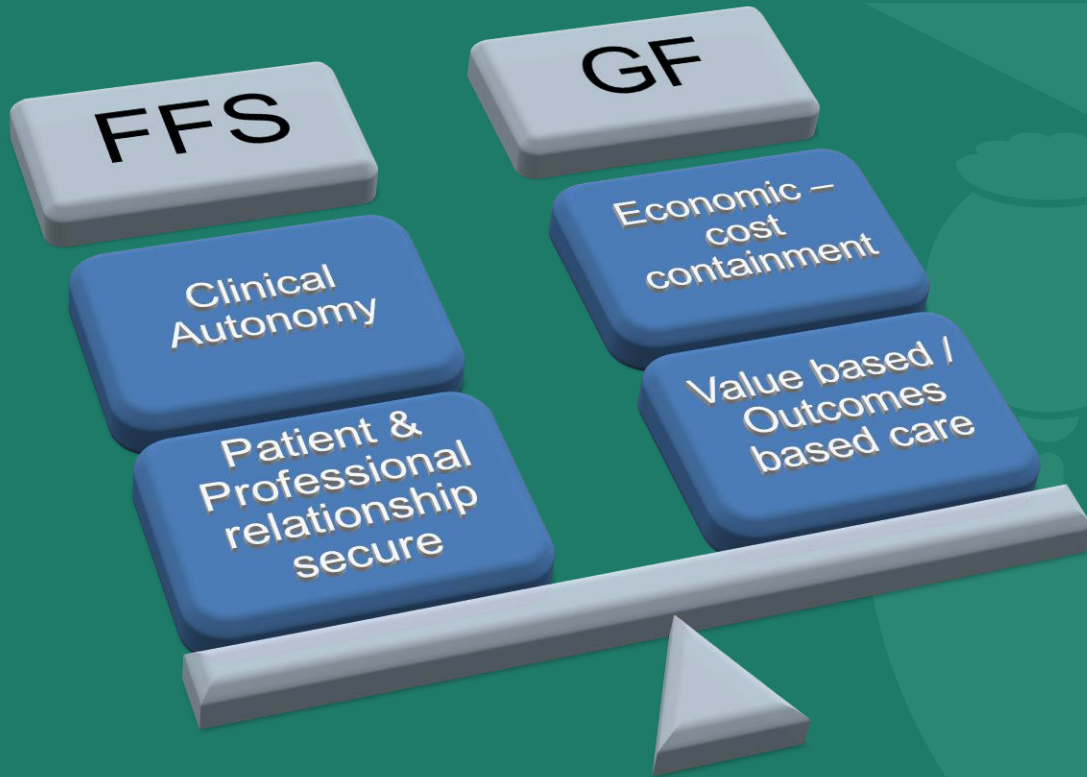 FFS
Clinical
Autonomy
Patient &
Professional
relationship
secure
GF
Economic –
cost
containment
Value based /
Outcomes
based care